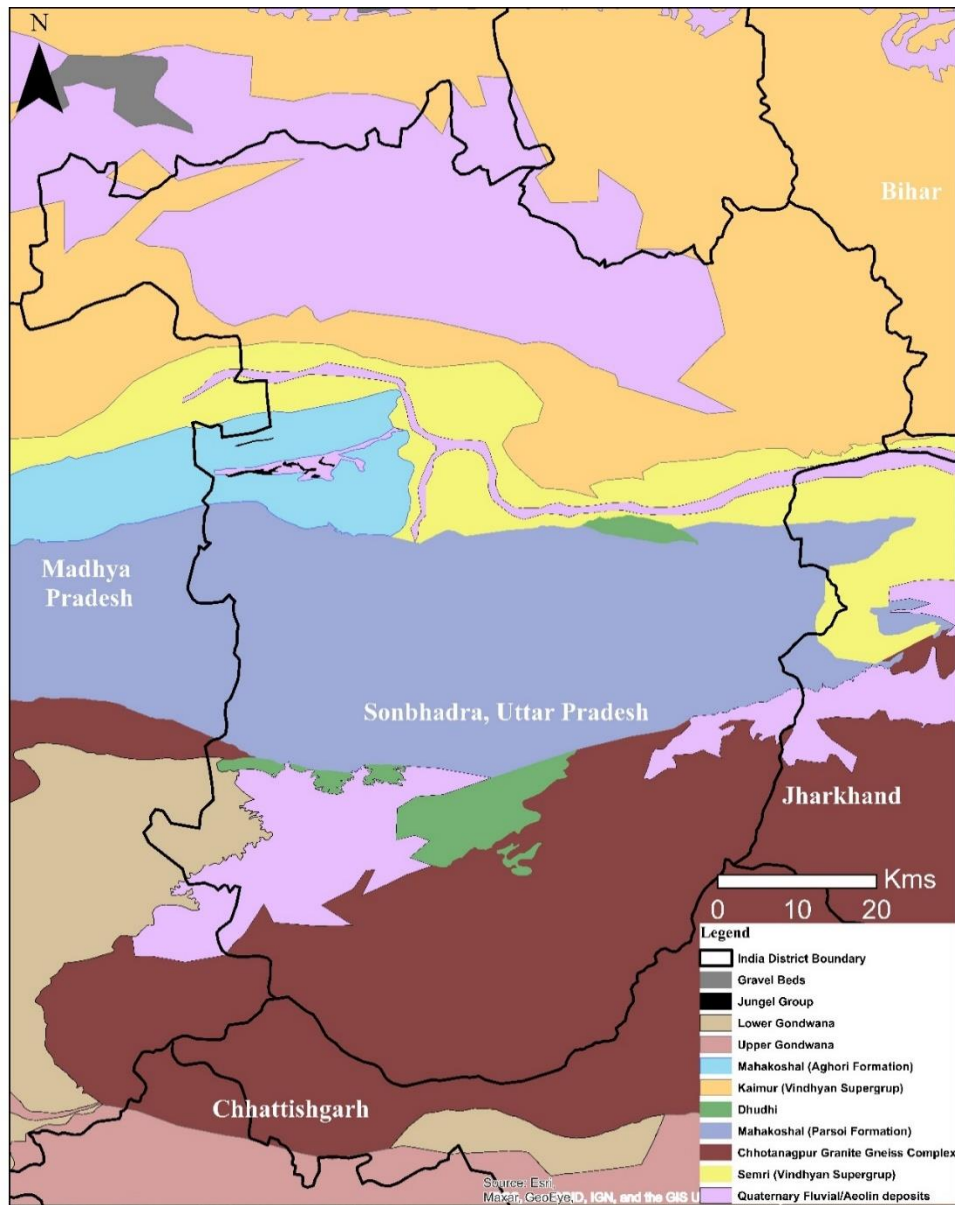 N
Bihar
Madhya
Pradesh
Sonbhadra, Uttar Pradesh
Jharkhand
Kms
0 10 20
Chhattishgarh
Legend
India District Boundary
Gravel Beds
Jungel Group
Lower Gondwana
Upper Gondwana
Mahakoshal (Aghori Formation)
Kaimur (Vindhyan Supergrup)
Dhudhi
Mahakoshal (Parsoi Formation)
Chhotanagpur Granite Gneiss Complex
Semri (Vindhyan Supergrup)
Quaternary Fluvial/Aeolin deposits
Source: Esri,
Maxar, GeoEye, ID, IGN, and the GIS U